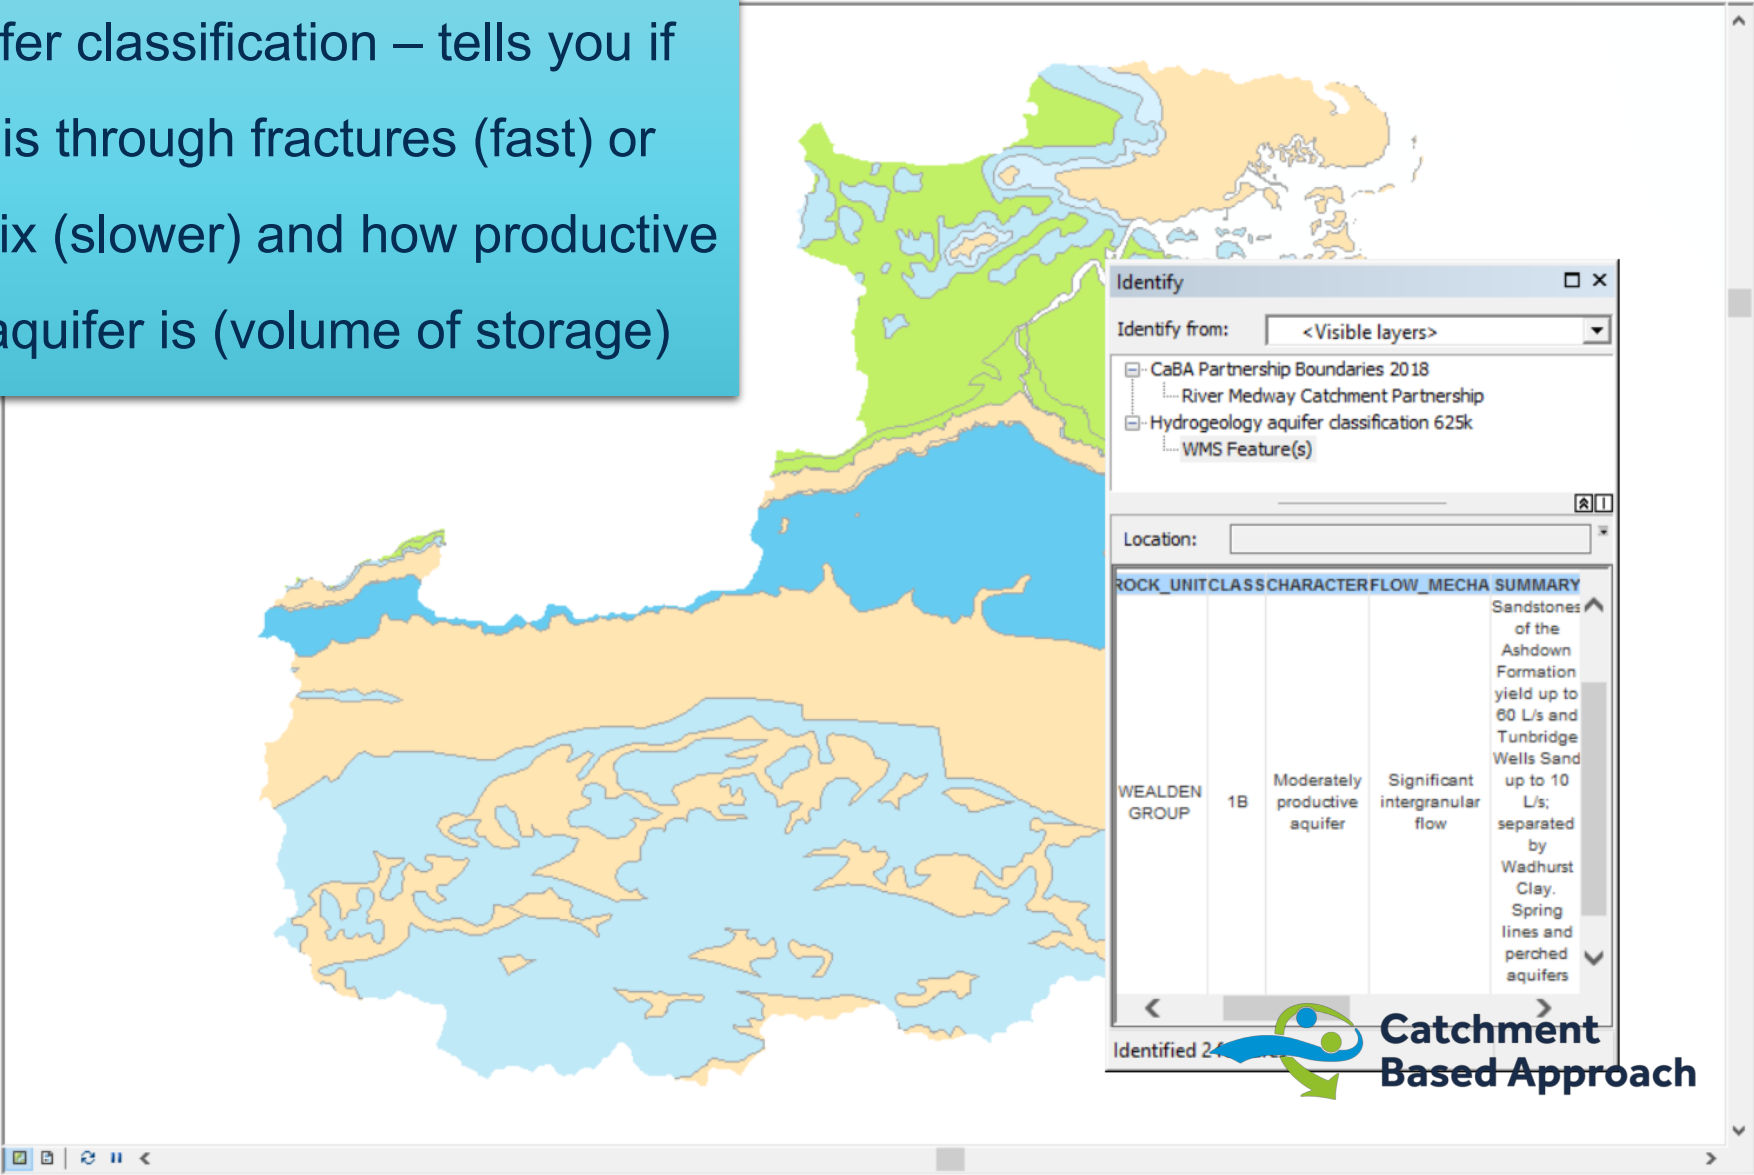 fer classification – tells you if
is through fractures (fast) or
ix (slower) and how productive
aquifer is (volume of storage)
Identify
Identify from:
<Visible layers>
CaBA Partnership Boundaries 2018
River Medway Catchment Partnership
Hydrogeology aquifer classification 625k
WMS Feature(s)
Location:
ROCK_UNIT CLASS CHARACTER FLOW_MECHA SUMMARY
WEALDEN
GROUP
1B
Moderately
productive
aquifer
Significant
intergranular
flow
Sandstones
of the
Ashdown
Formation
yield up to
60 L/s and
Tunbridge
Wells Sand
up to 10
L/s;
separated
by
Wadhurst
Clay.
Spring
lines and
perched
aquifers
Identified 2
Catchment
Based Approach